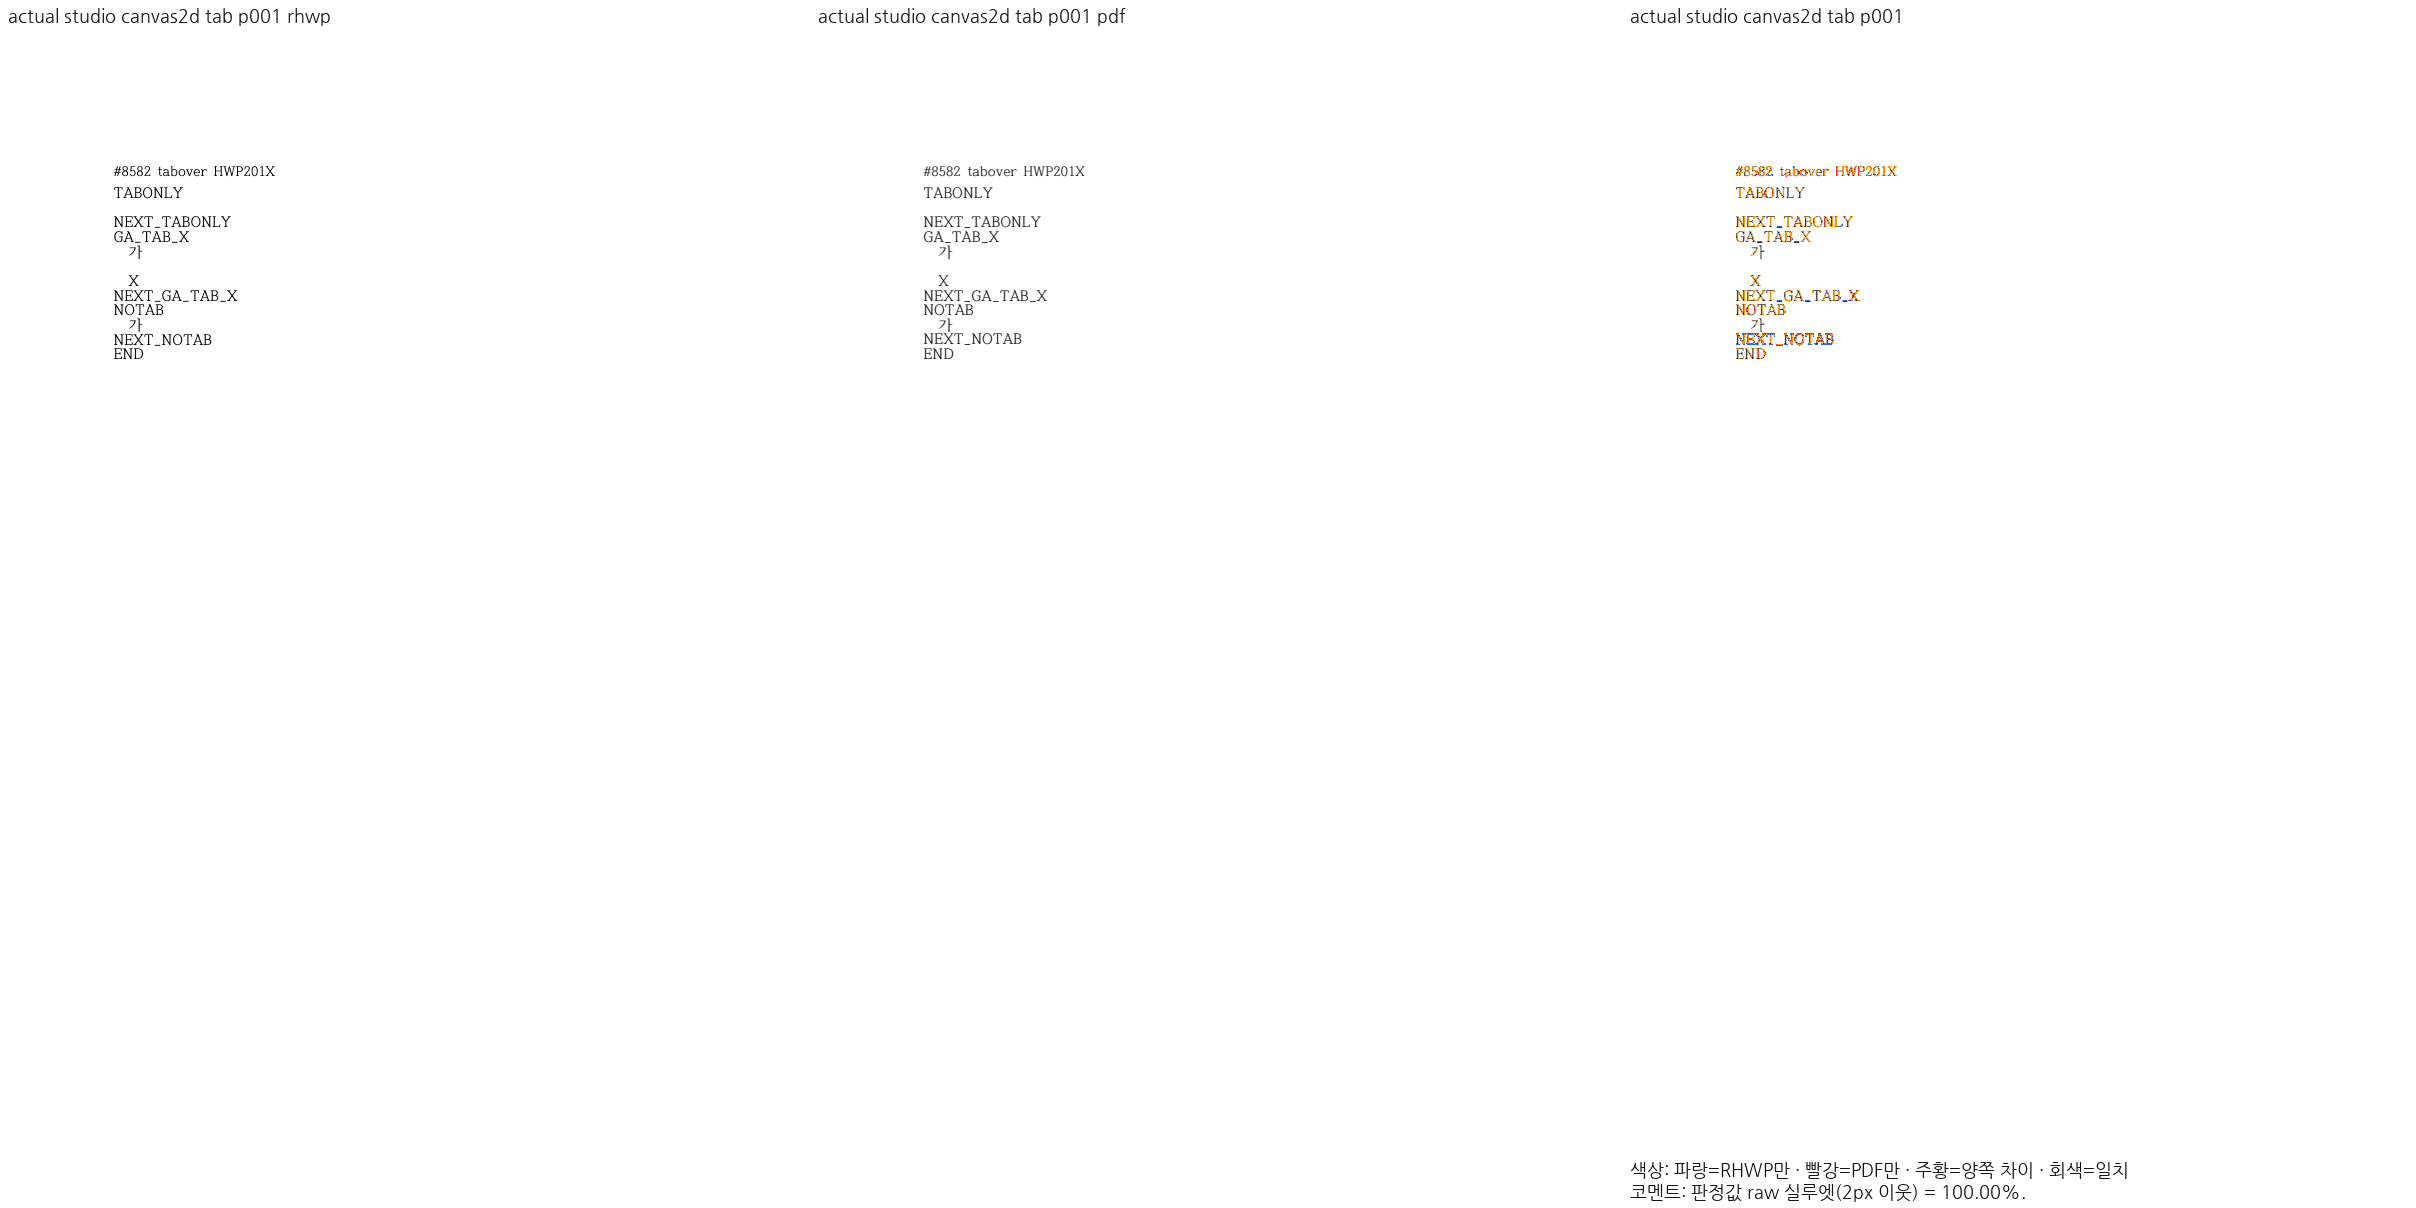 actual studio canvas2d tab p001 rhwp
#8582 tabover HWP201X
TABONLY
NEXT_TABONLY
GA_TAB_X
가
X
NEXT_GA_TAB_X
NOTAB
가
NEXT_NOTAB
END
actual studio canvas2d tab p001 pdf
#8582 tabover HWP201X
TABONLY
NEXT_TABONLY
GA_TAB_X
가
X
NEXT_GA_TAB_X
NOTAB
가
NEXT_NOTAB
END
actual studio canvas2d tab p001
#8582 tabover HWP201X
TABONLY
NEXT_TABONLY
GA_TAB_X
가
X
NEXT_GA_TAB_X
NOTAB
가
NEXT_NOTAB
END
색상: 파랑=RHWP만 · 빨강=PDF만 · 주황=양쪽 차이 · 회색=일치
코멘트: 판정값 raw 실루엣(2px 이웃) = 100.00%.